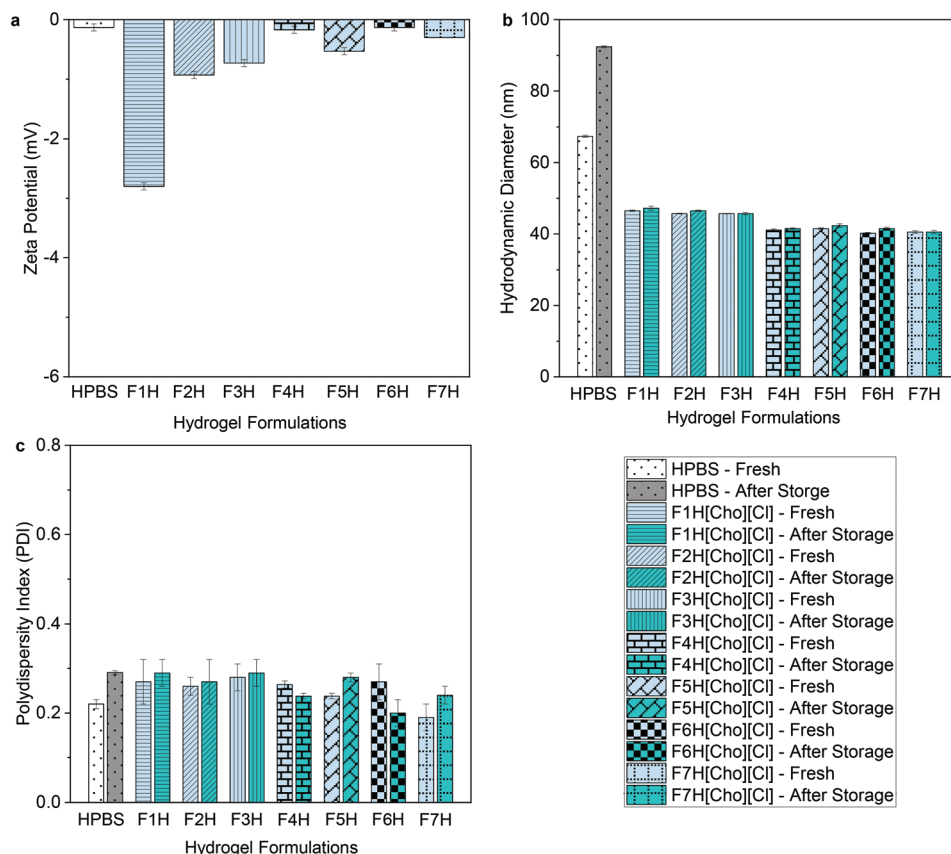 a
0
-2
-4
-6
Zeta Potential (mV)
HPBS F1H F2H F3H F4H F5H F6H F7H
Hydrogel Formulations
b
100
80
60
40
20
0
Hydrodynamic Diameter (nm)
HPBS F1H F2H F3H F4H F5H F6H F7H
Hydrogel Formulations
c
0.8
0.6
0.4
0.2
0.0
Polydispersity Index (PDI)
HPBS F1H F2H F3H F4H F5H F6H F7H
Hydrogel Formulations
HPBS - Fresh
HPBS - After Storge
F1H[Cho][Cl] - Fresh
F1H[Cho][Cl] - After Storage
F2H[Cho][Cl] - Fresh
F2H[Cho][Cl] - After Storage
F3H[Cho][Cl] - Fresh
F3H[Cho][Cl] - After Storage
F4H[Cho][Cl] - Fresh
F4H[Cho][Cl] - After Storage
F5H[Cho][Cl] - Fresh
F5H[Cho][Cl] - After Storage
F6H[Cho][Cl] - Fresh
F6H[Cho][Cl] - After Storage
F7H[Cho][Cl] - Fresh
F7H[Cho][Cl] - After Storage